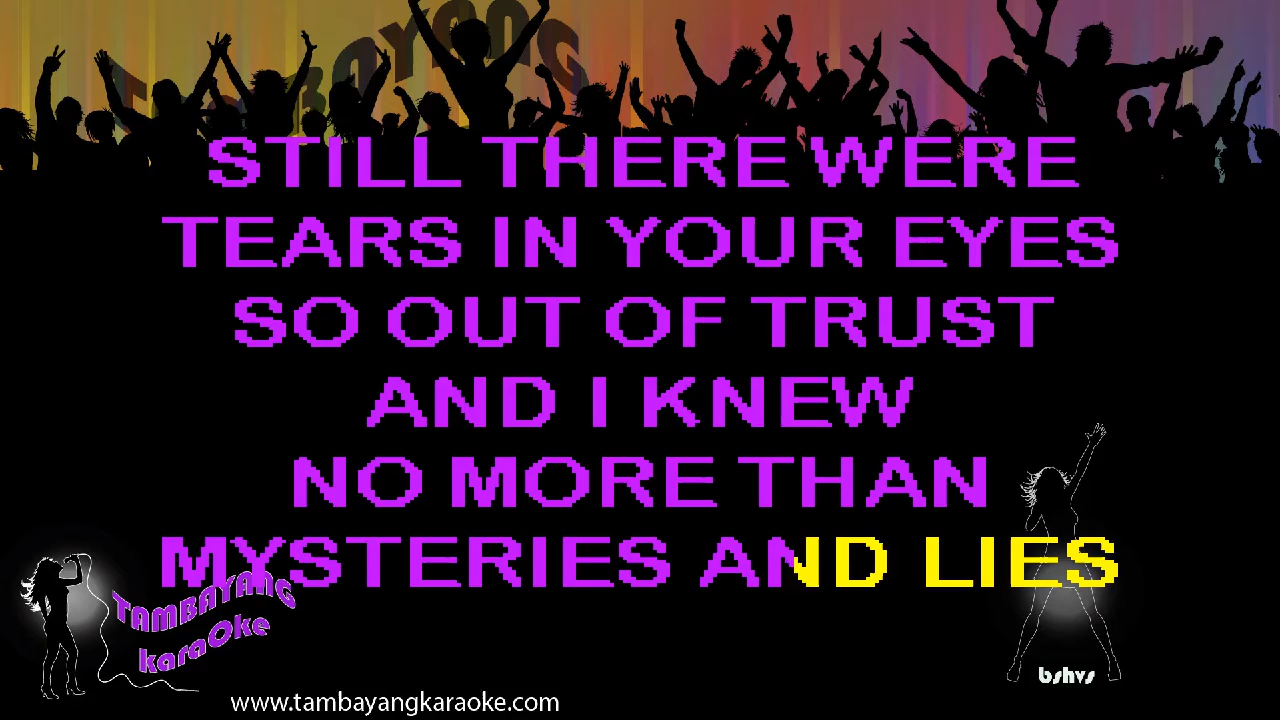 TAMBAYANG
STILL THERE WERE
TEARS IN YOUR EYES
SO OUT OF TRUST
AND I KNEW
NO MORE THAN
MYSTERIES AND LIES
TAMBAYANG
karaOke
bshvs
www.tambayangkaraoke.com